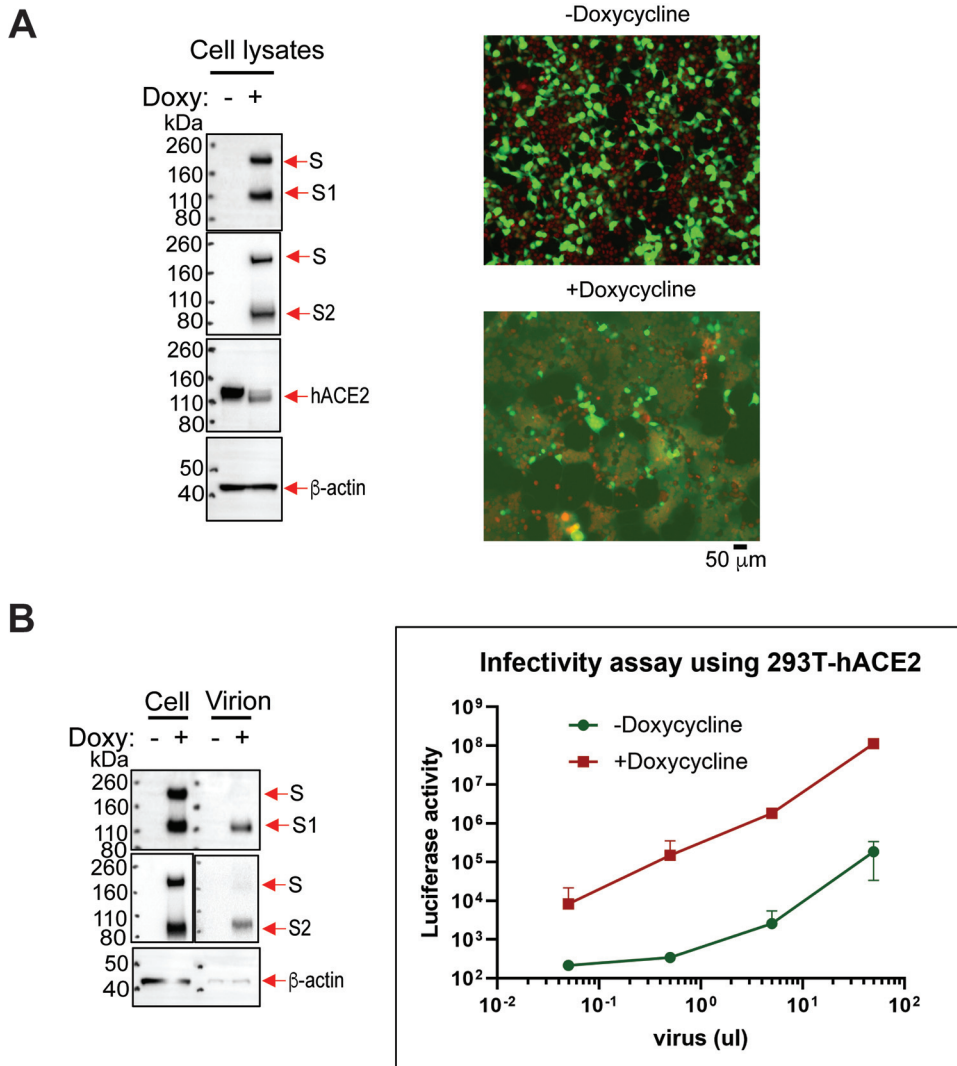 A
Cell lysates
Doxy: - +
kDa
260
160
110
80
S
S1
260
160
110
80
S
S2
260
160
110
80
hACE2
50
40
β-actin
-Doxycycline
+Doxycycline
50 μm
B
Cell Virion
Doxy: - + - +
kDa
260
160
110
80
S
S1
260
160
110
80
S
S2
50
40
β-actin
Infectivity assay using 293T-hACE2
-Doxycycline
+Doxycycline
Luciferase activity
10⁹
10⁸
10⁷
10⁶
10⁵
10⁴
10³
10²
10⁻² 10⁻¹ 10⁰ 10¹ 10²
virus (ul)